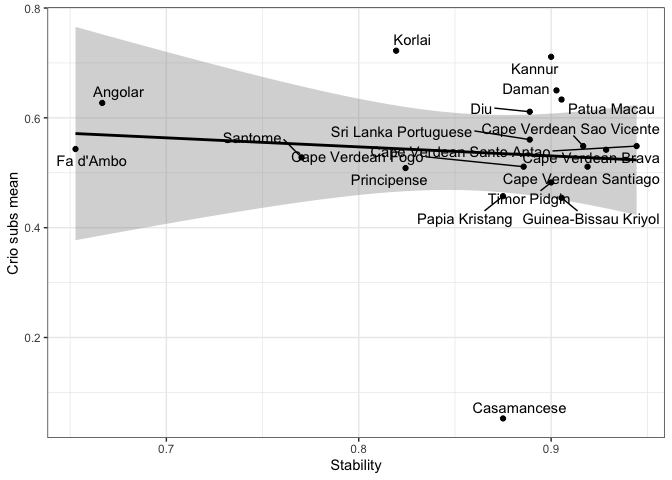 0.8
Korlai
Kannur
Angolar
Daman
Diu
Patua Macau
0.6
Sri Lanka Portuguese
Cape Verdean Sao Vicente
Santome
Cape Verdean Fogo
Cape Verdean Santo Antao
Cape Verdean Brava
Fa d'Ambo
Principense
Cape Verdean Santiago
Timor Pidgin
Papia Kristang
Guinea-Bissau Kriyol
0.4
0.2
Casamancese
Crio subs mean
0.7
0.8
0.9
Stability